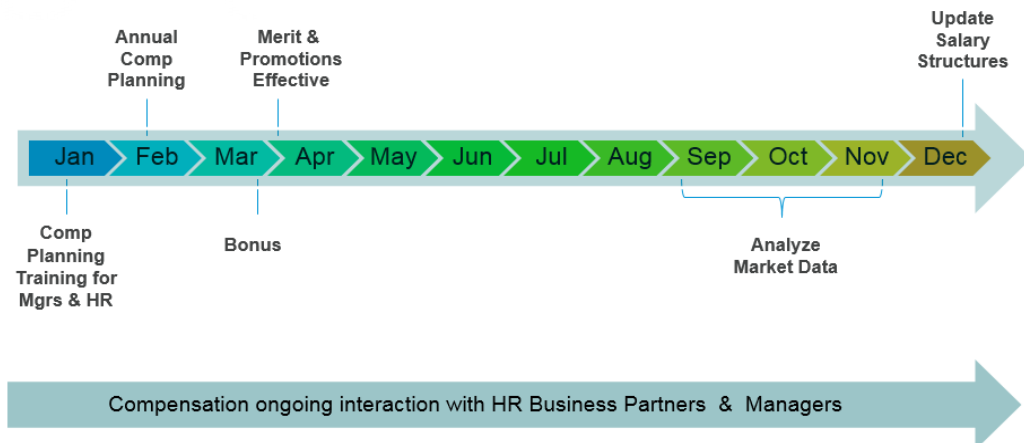 Annual
Comp
Planning
Merit &
Promotions
Effective
Update
Salary
Structures
Jan Feb Mar Apr May Jun Jul Aug Sep Oct Nov Dec
Comp
Planning
Training for
Mgrs & HR
Bonus
Analyze
Market Data
Compensation ongoing interaction with HR Business Partners & Managers